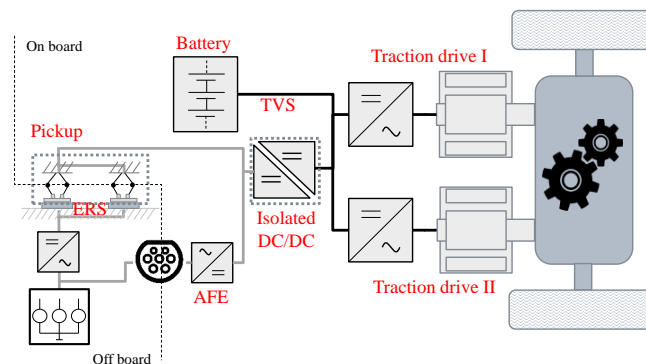 Battery
Traction drive I
On board
TVS
Pickup
ERS
Isolated
DC/DC
Traction drive II
AFE
Off board